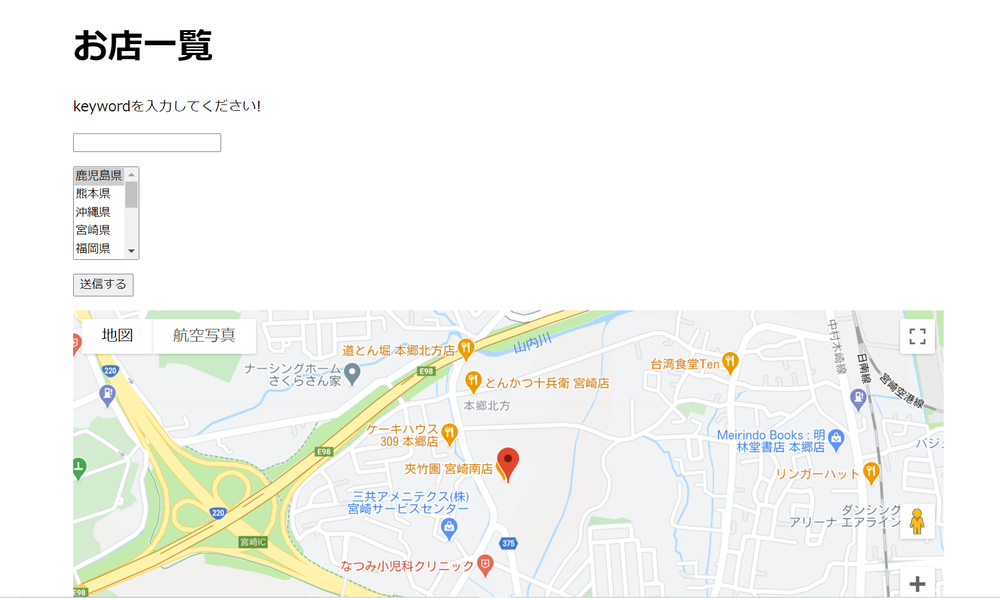 お店一覧
keywordを入力してください!
鹿児島県
熊本県
沖縄県
宮崎県
福岡県
送信する
地図
航空写真
道とん堀 本郷北方店
山内川
中村木崎線
日南線
宮崎空港線
台湾食堂Ten
ナーシングホーム
さくらさん家
220
E98
とんかつ十兵衛 宮崎店
本郷北方
ケーキハウス
309 本郷店
Meirindo Books : 明
林堂書店 本郷店
バジ
E98
夾竹園 宮崎南店
リンガーハット
三共アメニテクス(株)
宮崎サービスセンター
220
ダンシング
アリーナ エアライン
宮崎IC
375
なつみ小児科クリニック
E98